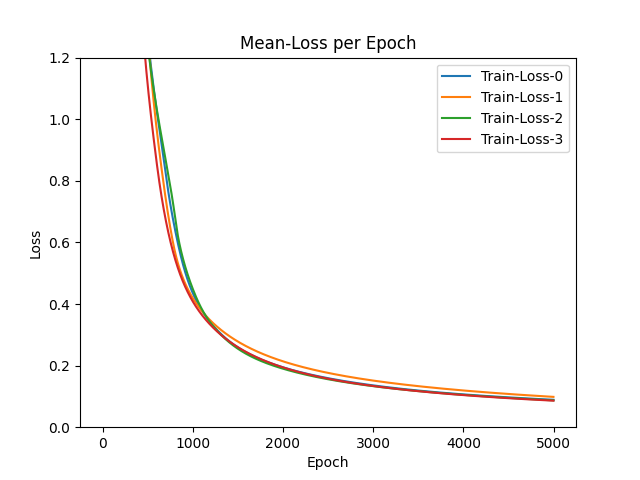 Mean-Loss per Epoch
Train-Loss-0
Train-Loss-1
Train-Loss-2
Train-Loss-3
1.2
1.0
0.8
0.6
0.4
0.2
0.0
Loss
0 1000 2000 3000 4000 5000
Epoch